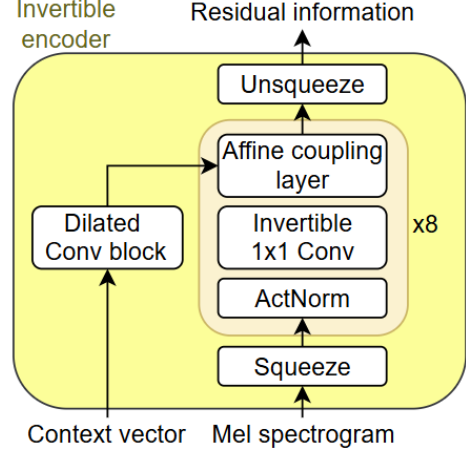 Invertible
encoder
Residual information
Unsqueeze
Affine coupling
layer
Dilated
Conv block
Invertible
1x1 Conv
x8
ActNorm
Squeeze
Context vector
Mel spectrogram